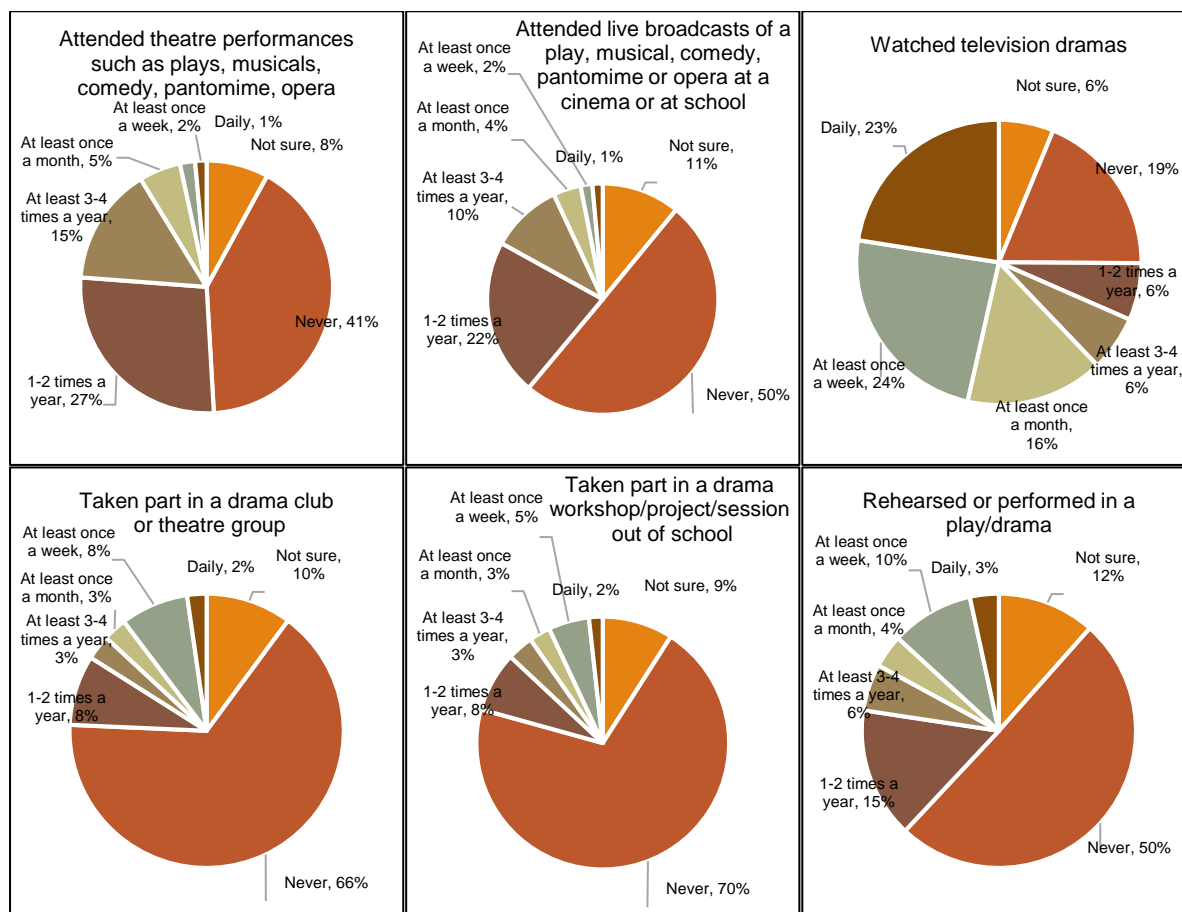 Attended theatre performances
such as plays, musicals,
comedy, pantomime, opera
At least once
a week, 2%
Daily, 1%
Not sure, 8%
At least once
a month, 5%
At least 3-4
times a year,
15%
Never, 41%
1-2 times a
year, 27%
Attended live broadcasts of a
play, musical, comedy,
pantomime or opera at a
cinema or at school
At least once
a week, 2%
At least once
a month, 4%
Daily, 1%
Not sure,
11%
At least 3-4
times a year,
10%
1-2 times a
year, 22%
Never, 50%
Watched television dramas
Not sure, 6%
Daily, 23%
Never, 19%
1-2 times a
year, 6%
At least 3-4
times a year,
6%
At least once
a week, 24%
At least once
a month,
16%
Taken part in a drama club
or theatre group
At least once
a week, 8%
Daily, 2%
Not sure,
10%
At least once
a month, 3%
At least 3-4
times a year,
3%
1-2 times a
year, 8%
Never, 66%
Taken part in a drama
workshop/project/session
out of school
At least once
a week, 5%
At least once
a month, 3%
Daily, 2%
Not sure, 9%
At least 3-4
times a year,
3%
1-2 times a
year, 8%
Never, 70%
Rehearsed or performed in a
play/drama
At least once
a week, 10%
Daily, 3%
Not sure,
12%
At least once
a month,
4%
At least 3-4
times a year,
6%
1-2 times a
year, 15%
Never, 50%